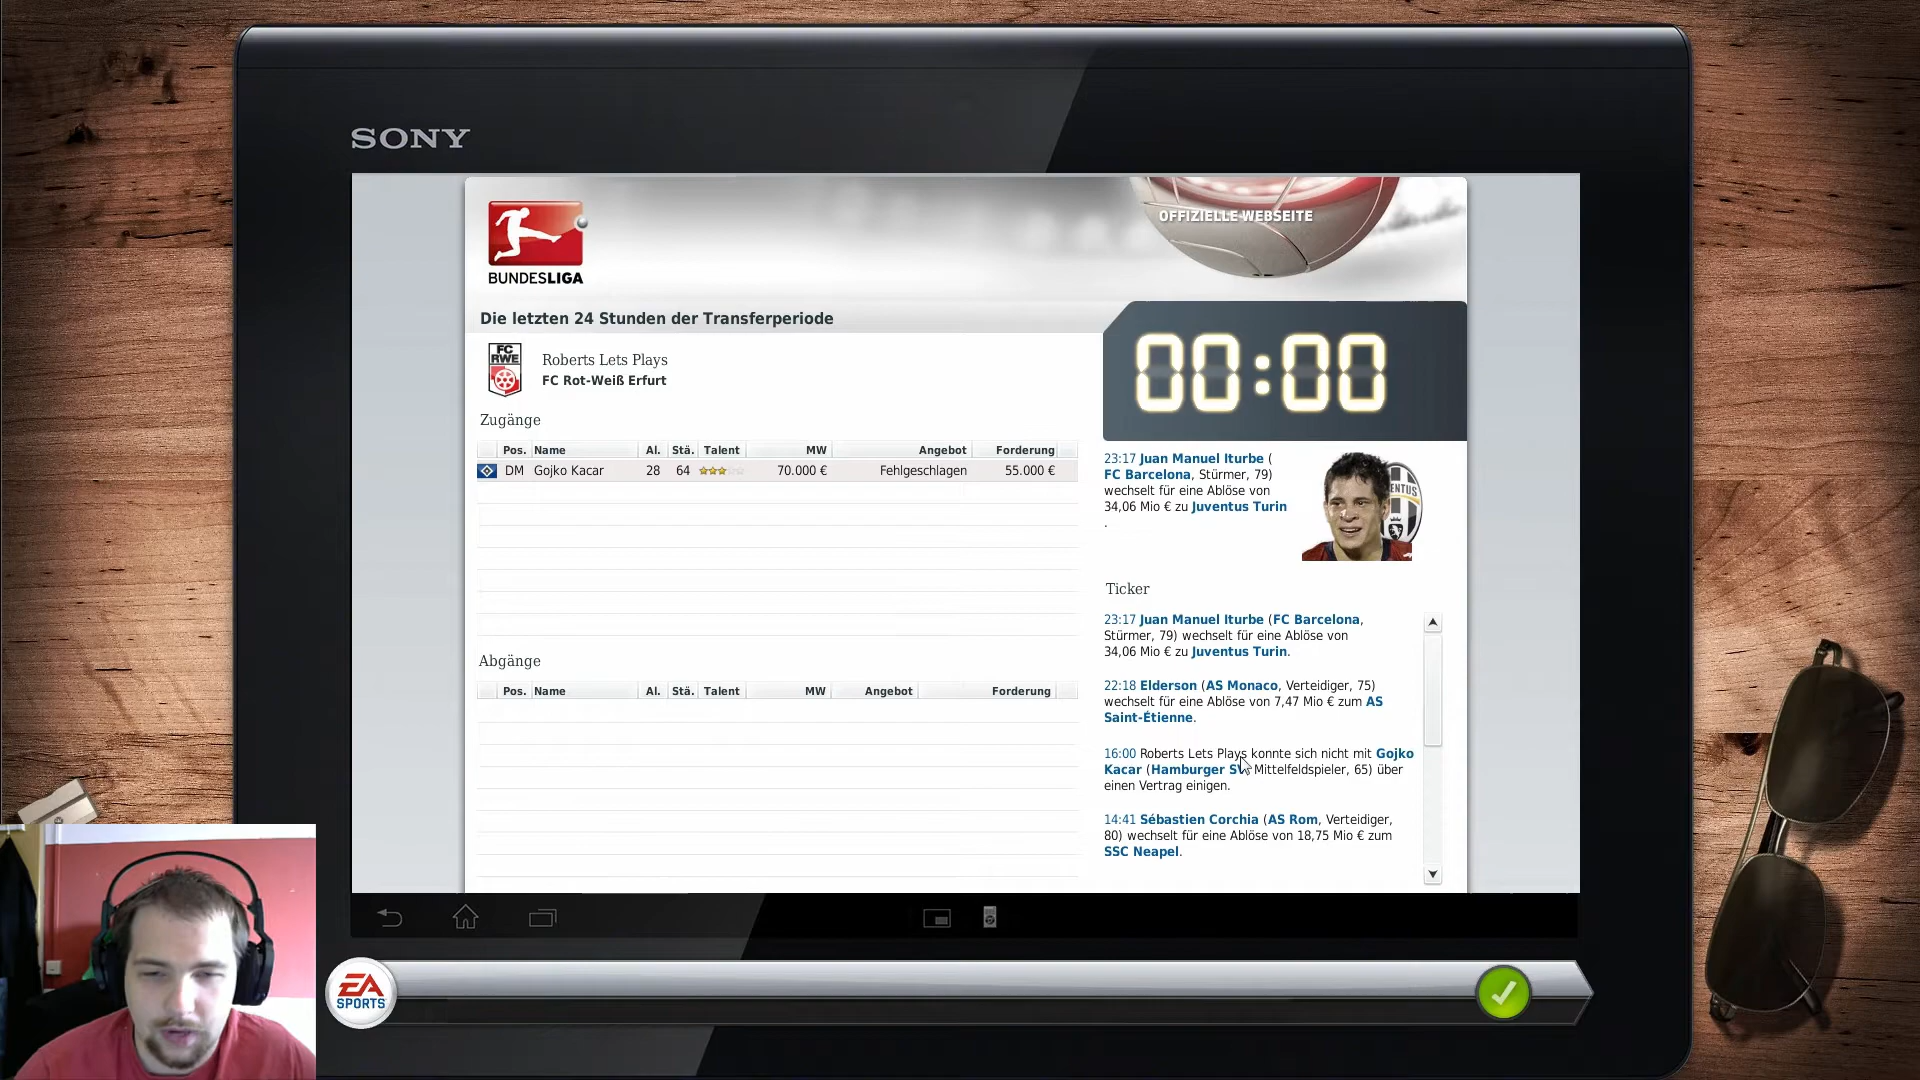 SONY
BUNDESLIGA
OFFIZIELLE WEBSEITE
Die letzten 24 Stunden der Transferperiode
00:00
FC
RWE
Roberts Lets Plays
FC Rot-Weiß Erfurt
Zugänge
Pos. Name Al. Stä. Talent MW Angebot Forderung
DM Gojko Kacar 28 64 70.000 € Fehlgeschlagen 55.000 €
23:17 Juan Manuel Iturbe (
FC Barcelona, Stürmer, 79)
wechselt für eine Ablöse von
34,06 Mio € zu Juventus Turin
.
Ticker
23:17 Juan Manuel Iturbe (FC Barcelona,
Stürmer, 79) wechselt für eine Ablöse von
34,06 Mio € zu Juventus Turin.
22:18 Elderson (AS Monaco, Verteidiger, 75)
wechselt für eine Ablöse von 7,47 Mio € zum AS
Saint-Étienne.
16:00 Roberts Lets Plays konnte sich nicht mit Gojko
Kacar (Hamburger SV, Mittelfeldspieler, 65) über
einen Vertrag einigen.
14:41 Sébastien Corchia (AS Rom, Verteidiger,
80) wechselt für eine Ablöse von 18,75 Mio € zum
SSC Neapel.
Abgänge
Pos. Name Al. Stä. Talent MW Angebot Forderung
EA
SPORTS